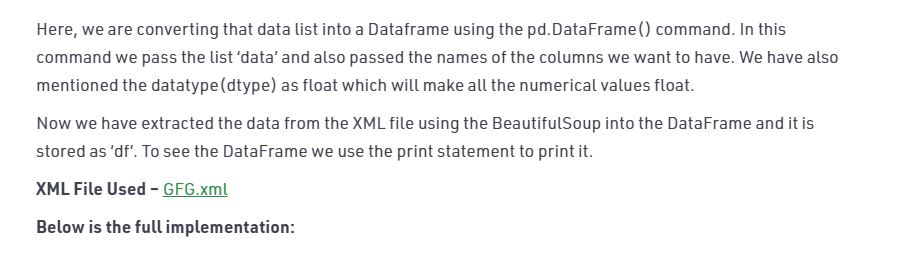 Here, we are converting that data list into a Dataframe using the pd.DataFrame() command. In this
command we pass the list ‘data’ and also passed the names of the columns we want to have. We have also
mentioned the datatype(dtype) as float which will make all the numerical values float.
Now we have extracted the data from the XML file using the BeautifulSoup into the DataFrame and it is
stored as ‘df’. To see the DataFrame we use the print statement to print it.
XML File Used – GFG.xml
Below is the full implementation: